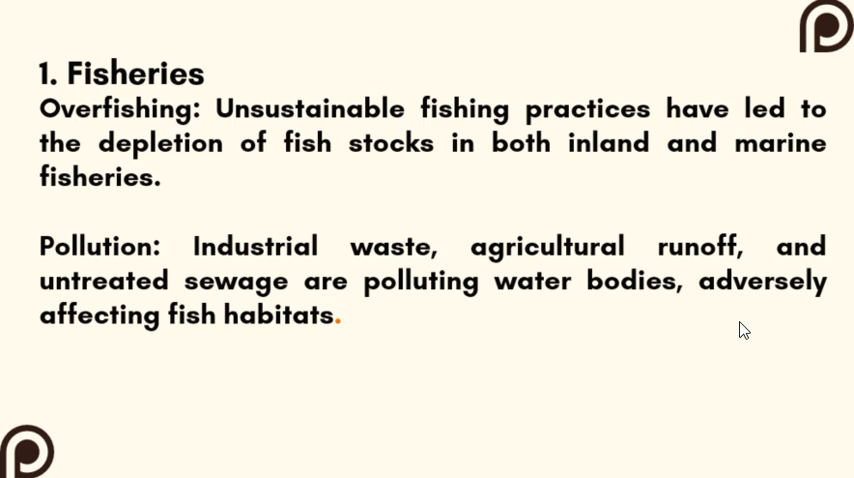 1. Fisheries
Overfishing: Unsustainable fishing practices have led to
the depletion of fish stocks in both inland and marine
fisheries.
Pollution: Industrial waste, agricultural runoff, and
untreated sewage are polluting water bodies, adversely
affecting fish habitats.